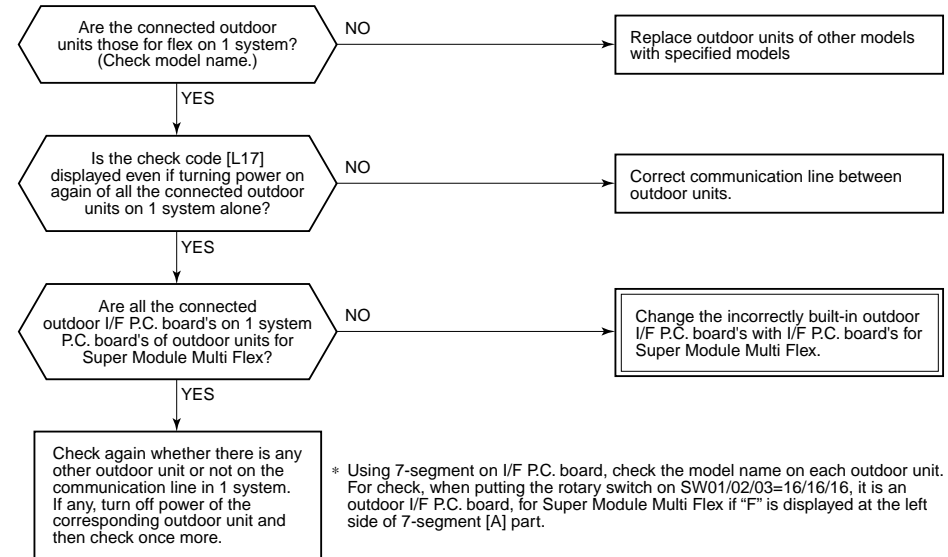 Are the connected outdoor
units those for flex on 1 system?
(Check model name.)
NO
Replace outdoor units of other models
with specified models
YES
Is the check code [L17]
displayed even if turning power on
again of all the connected outdoor
units on 1 system alone?
NO
Correct communication line between
outdoor units.
YES
Are all the connected
outdoor I/F P.C. board's on 1 system
P.C. board's of outdoor units for
Super Module Multi Flex?
NO
Change the incorrectly built-in outdoor
I/F P.C. board's with I/F P.C. board's for
Super Module Multi Flex.
YES
Check again whether there is any
other outdoor unit or not on the
communication line in 1 system.
If any, turn off power of the
corresponding outdoor unit and
then check once more.
* Using 7-segment on I/F P.C. board, check the model name on each outdoor unit.
For check, when putting the rotary switch on SW01/02/03=16/16/16, it is an
outdoor I/F P.C. board, for Super Module Multi Flex if “F” is displayed at the left
side of 7-segment [A] part.